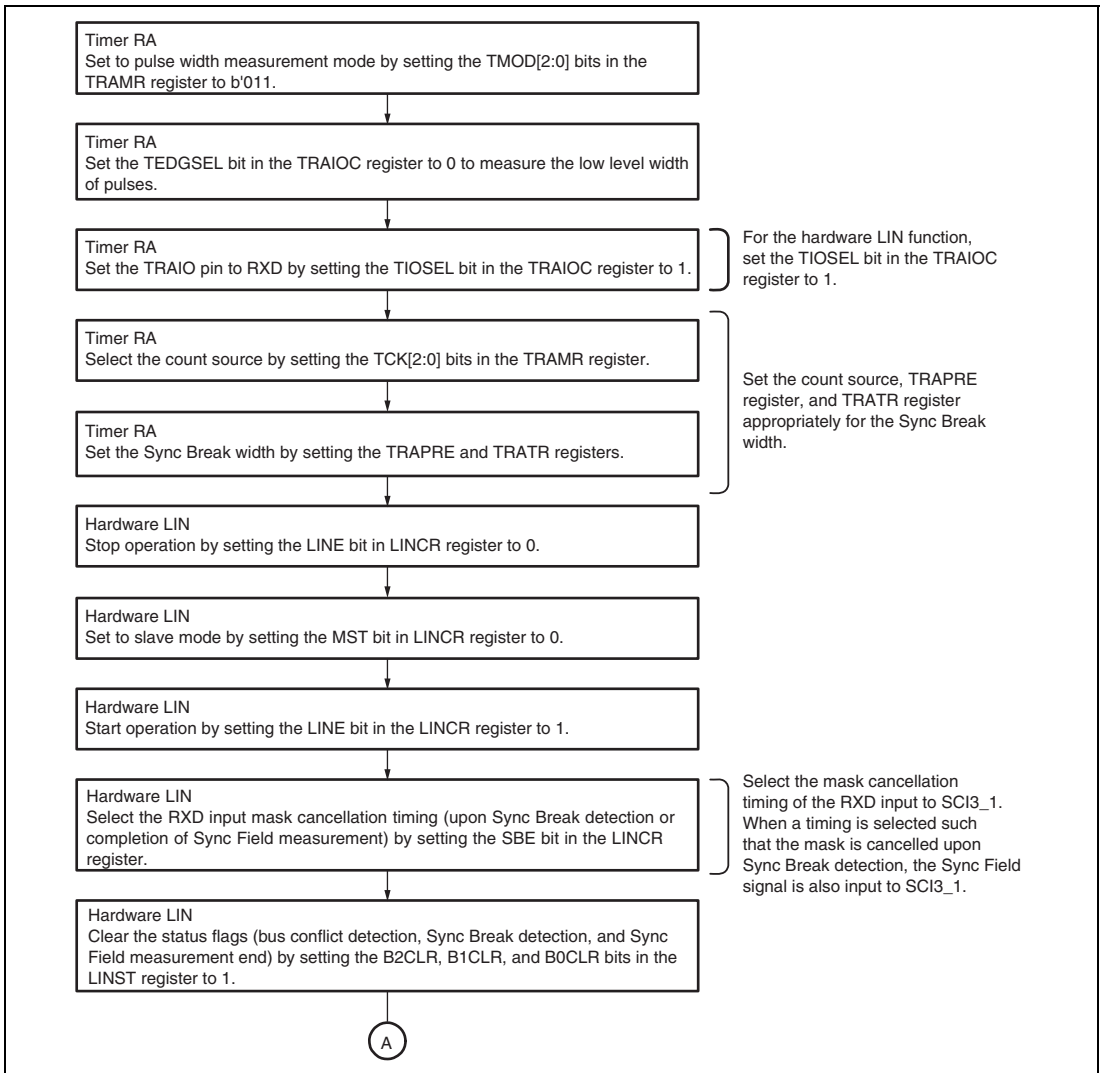 Timer RA
Set to pulse width measurement mode by setting the TMOD[2:0] bits in the
TRAMR register to b'011.
Timer RA
Set the TEDGSEL bit in the TRAIOC register to 0 to measure the low level width
of pulses.
Timer RA
Set the TRAIO pin to RXD by setting the TIOSEL bit in the TRAIOC register to 1.
For the hardware LIN function,
set the TIOSEL bit in the TRAIOC
register to 1.
Timer RA
Select the count source by setting the TCK[2:0] bits in the TRAMR register.
Timer RA
Set the Sync Break width by setting the TRAPRE and TRATR registers.
Set the count source, TRAPRE
register, and TRATR register
appropriately for the Sync Break
width.
Hardware LIN
Stop operation by setting the LINE bit in LINCR register to 0.
Hardware LIN
Set to slave mode by setting the MST bit in LINCR register to 0.
Hardware LIN
Start operation by setting the LINE bit in the LINCR register to 1.
Hardware LIN
Select the RXD input mask cancellation timing (upon Sync Break detection or
completion of Sync Field measurement) by setting the SBE bit in the LINCR
register.
Select the mask cancellation
timing of the RXD input to SCI3_1.
When a timing is selected such
that the mask is cancelled upon
Sync Break detection, the Sync Field
signal is also input to SCI3_1.
Hardware LIN
Clear the status flags (bus conflict detection, Sync Break detection, and Sync
Field measurement end) by setting the B2CLR, B1CLR, and B0CLR bits in the
LINST register to 1.
A